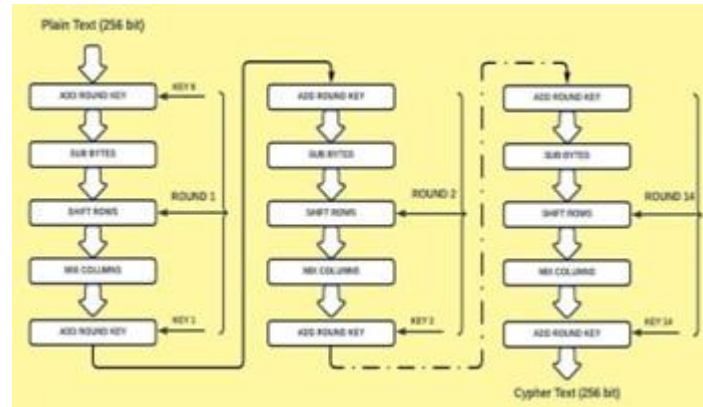 Plain Text (256 bit)
ADD ROUND KEY
KEY 0
SUB BYTES
SHIFT ROWS
ROUND 1
MIX COLUMNS
ADD ROUND KEY
KEY 1
ADD ROUND KEY
SUB BYTES
SHIFT ROWS
ROUND 2
MIX COLUMNS
ADD ROUND KEY
KEY 2
ADD ROUND KEY
SUB BYTES
SHIFT ROWS
ROUND 14
MIX COLUMNS
ADD ROUND KEY
KEY 14
Cypher Text (256 bit)